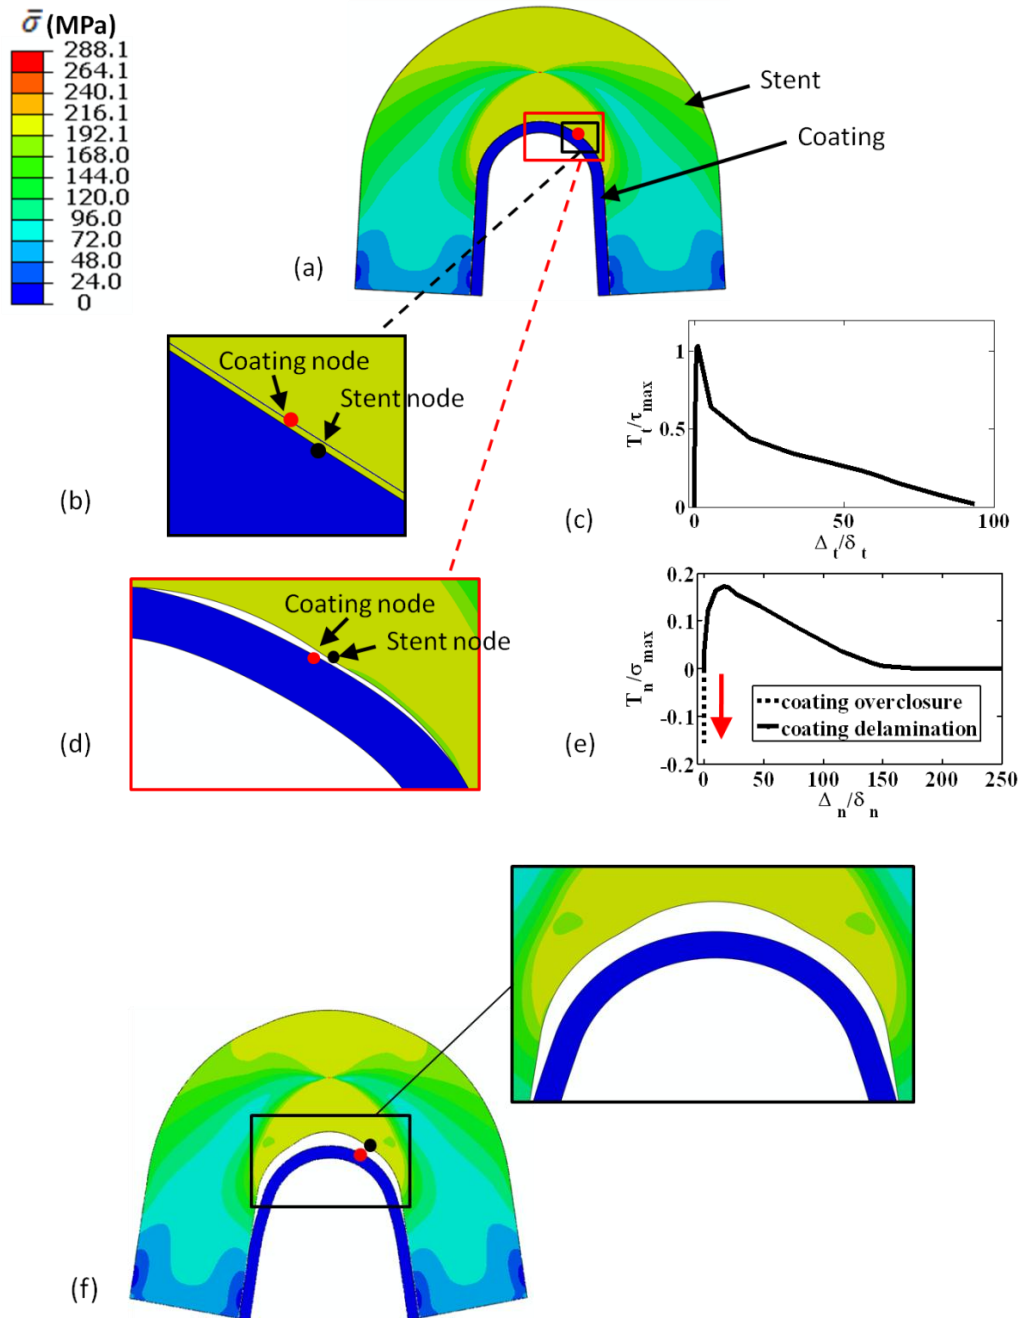 σ̄ (MPa)
288.1
264.1
240.1
216.1
192.1
168.0
144.0
120.0
96.0
72.0
48.0
24.0
0
Stent
Coating
(a)
Coating node
Stent node
(b)
1
0.5
0
T_t/τ_max
0 50 100
Δ_t/δ_t
(c)
Coating node
Stent node
(d)
0.2
0.1
0
-0.1
-0.2
T_n/σ_max
coating overclosure
coating delamination
0 50 100 150 200 250
Δ_n/δ_n
(e)
(f)